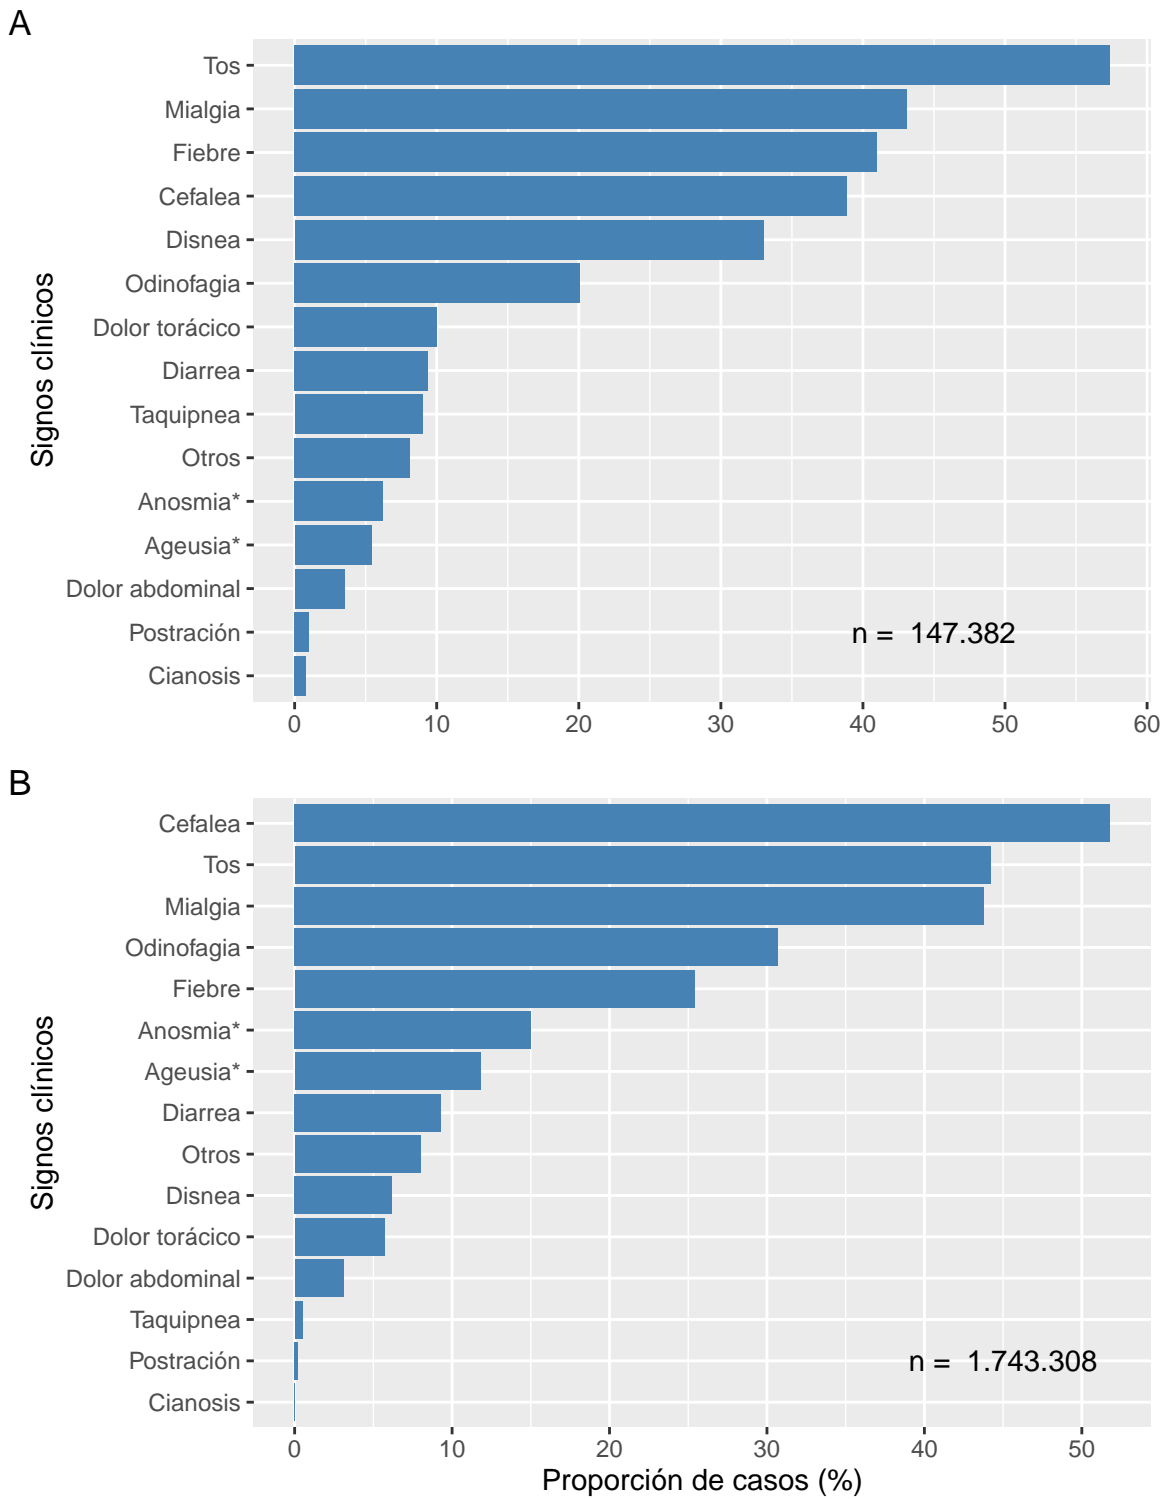 A
Signos clínicos
Tos
Mialgia
Fiebre
Cefalea
Disnea
Odinofagia
Dolor torácico
Diarrea
Taquipnea
Otros
Anosmia*
Ageusia*
Dolor abdominal
Postración
Cianosis
n = 147.382
0 10 20 30 40 50 60
B
Signos clínicos
Cefalea
Tos
Mialgia
Odinofagia
Fiebre
Anosmia*
Ageusia*
Diarrea
Otros
Disnea
Dolor torácico
Dolor abdominal
Taquipnea
Postración
Cianosis
n = 1.743.308
0 10 20 30 40 50
Proporción de casos (%)